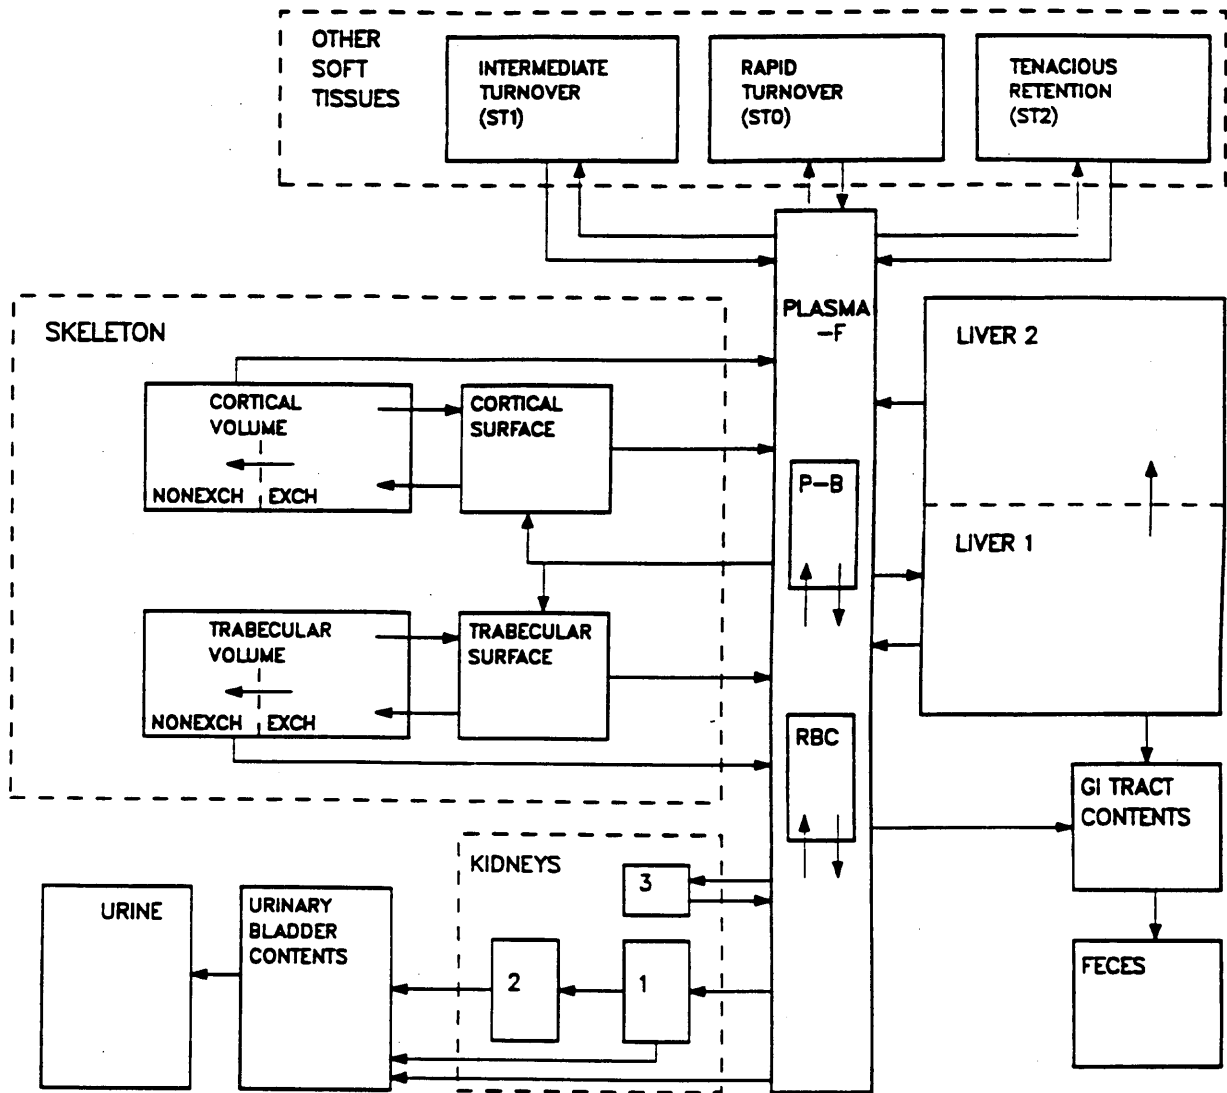 OTHER
SOFT
TISSUES
INTERMEDIATE
TURNOVER
(ST1)
RAPID
TURNOVER
(ST0)
TENACIOUS
RETENTION
(ST2)
PLASMA
-F
SKELETON
CORTICAL
VOLUME
NONEXCH
EXCH
CORTICAL
SURFACE
TRABECULAR
VOLUME
NONEXCH
EXCH
TRABECULAR
SURFACE
P-B
RBC
LIVER 2
LIVER 1
GI TRACT
CONTENTS
FECES
KIDNEYS
3
2
1
URINARY
BLADDER
CONTENTS
URINE